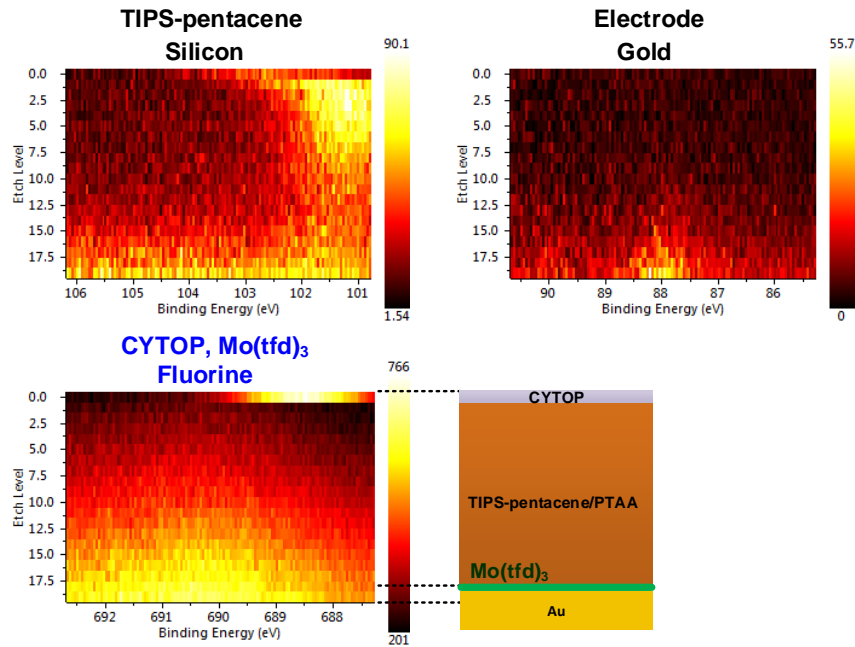 TIPS-pentacene
Silicon
90.1
0.0
2.5
5.0
7.5
10.0
12.5
15.0
17.5
Etch Level
106
105
104
103
102
101
Binding Energy (eV)
1.54
Electrode
Gold
55.7
0.0
2.5
5.0
7.5
10.0
12.5
15.0
17.5
Etch Level
90
89
88
87
86
Binding Energy (eV)
0
CYTOP, Mo(tfd)3
Fluorine
766
0.0
2.5
5.0
7.5
10.0
12.5
15.0
17.5
Etch Level
692
691
690
689
688
Binding Energy (eV)
201
CYTOP
TIPS-pentacene/PTAA
Mo(tfd)3
Au